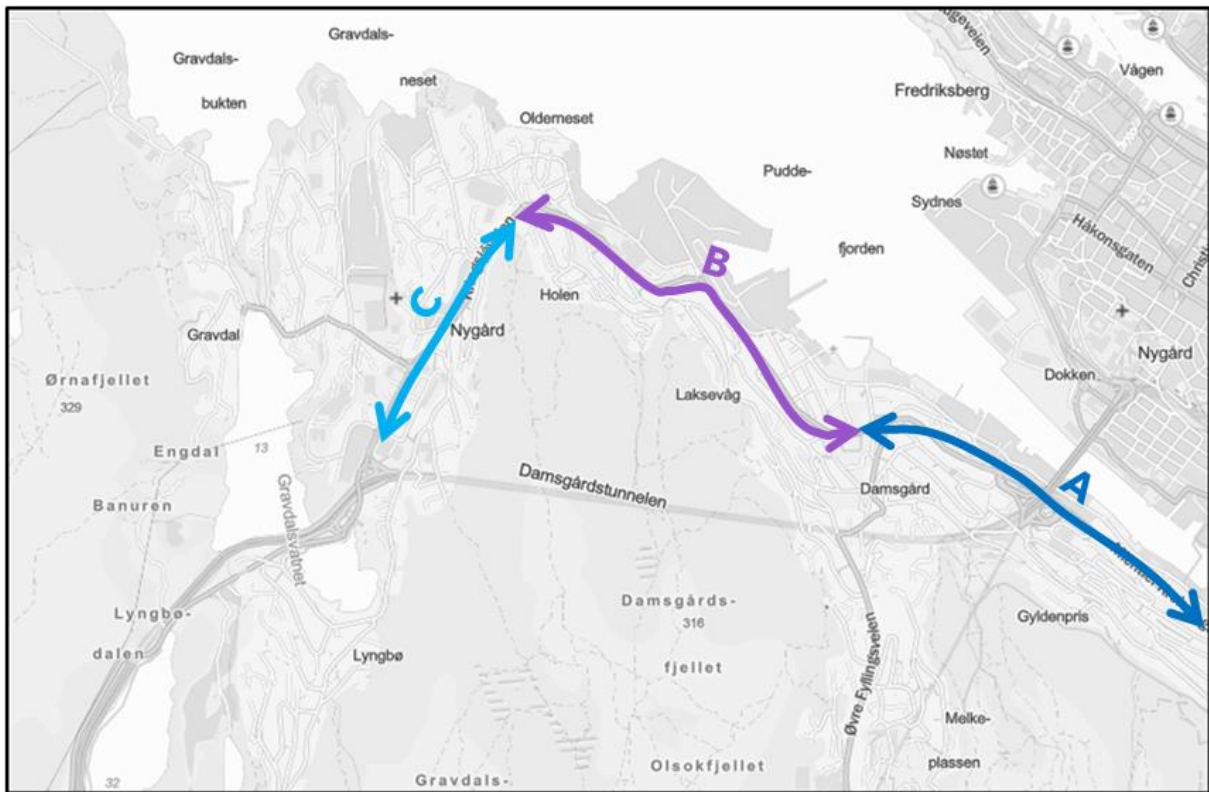 Gravdals-
neset
Gravdals-
bukten
Olderneset
Vågen
Fredriksberg
Nøstet
Pudde-
fjorden
Sydnes
Håkonsgaten
B
C
Holen
Nygård
Gravdal
Nygård
Dokken
Ørnafjellet
329
Laksevåg
Engdal
13
Damsgårdstunnelen
Damsgård
A
Banuren
Gravdalsvatnet
Lyngbø-
dalen
Damsgårds-
316
fjellet
Gyldenpris
Lyngbø
Øvre Fyllingsveien
Melke-
plassen
Olsokfjellet
Gravdals-
32